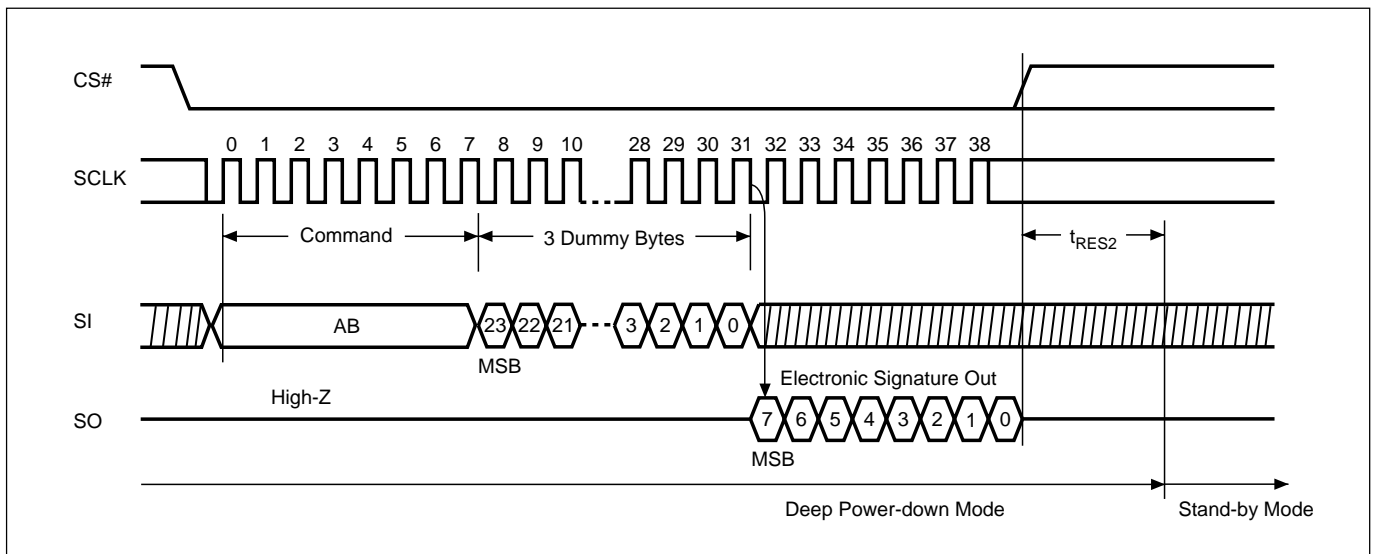 CS#
0 1 2 3 4 5 6 7 8 9 10 28 29 30 31 32 33 34 35 36 37 38
SCLK
Command 3 Dummy Bytes tRES2
SI AB 23 22 21 3 2 1 0
MSB
High-Z Electronic Signature Out
SO 7 6 5 4 3 2 1 0
MSB
Deep Power-down Mode Stand-by Mode